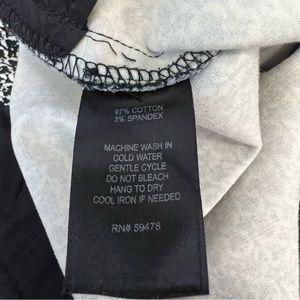 97% COTTON
3% SPANDEX
MACHINE WASH IN
COLD WATER
GENTLE CYCLE
DO NOT BLEACH
HANG TO DRY
COOL IRON IF NEEDED
RN# 59478